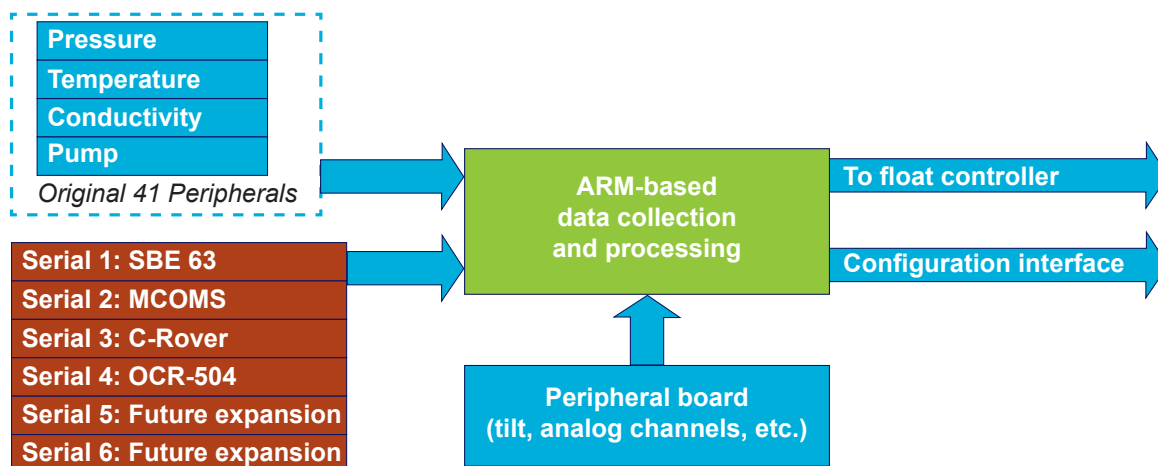 Pressure
Temperature
Conductivity
Pump
Original 41 Peripherals
Serial 1: SBE 63
Serial 2: MCOMS
Serial 3: C-Rover
Serial 4: OCR-504
Serial 5: Future expansion
Serial 6: Future expansion
ARM-based
data collection
and processing
Peripheral board
(tilt, analog channels, etc.)
To float controller
Configuration interface